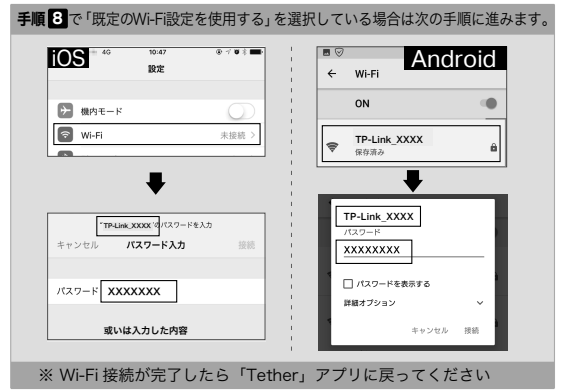 手順 8 で「既定のWi-Fi設定を使用する」を選択している場合は次の手順に進みます。
iOS
4G 10:47
設定
機内モード
Wi-Fi 未接続
"TP-Link_XXXX"のパスワードを入力
キャンセル パスワード入力 接続
パスワード XXXXXXX
或いは入力した内容
Android
Wi-Fi
ON
TP-Link_XXXX
保存済み
TP-Link_XXXX
パスワード
XXXXXXXX
パスワードを表示する
詳細オプション
キャンセル 接続
※ Wi-Fi 接続が完了したら「Tether」アプリに戻ってください